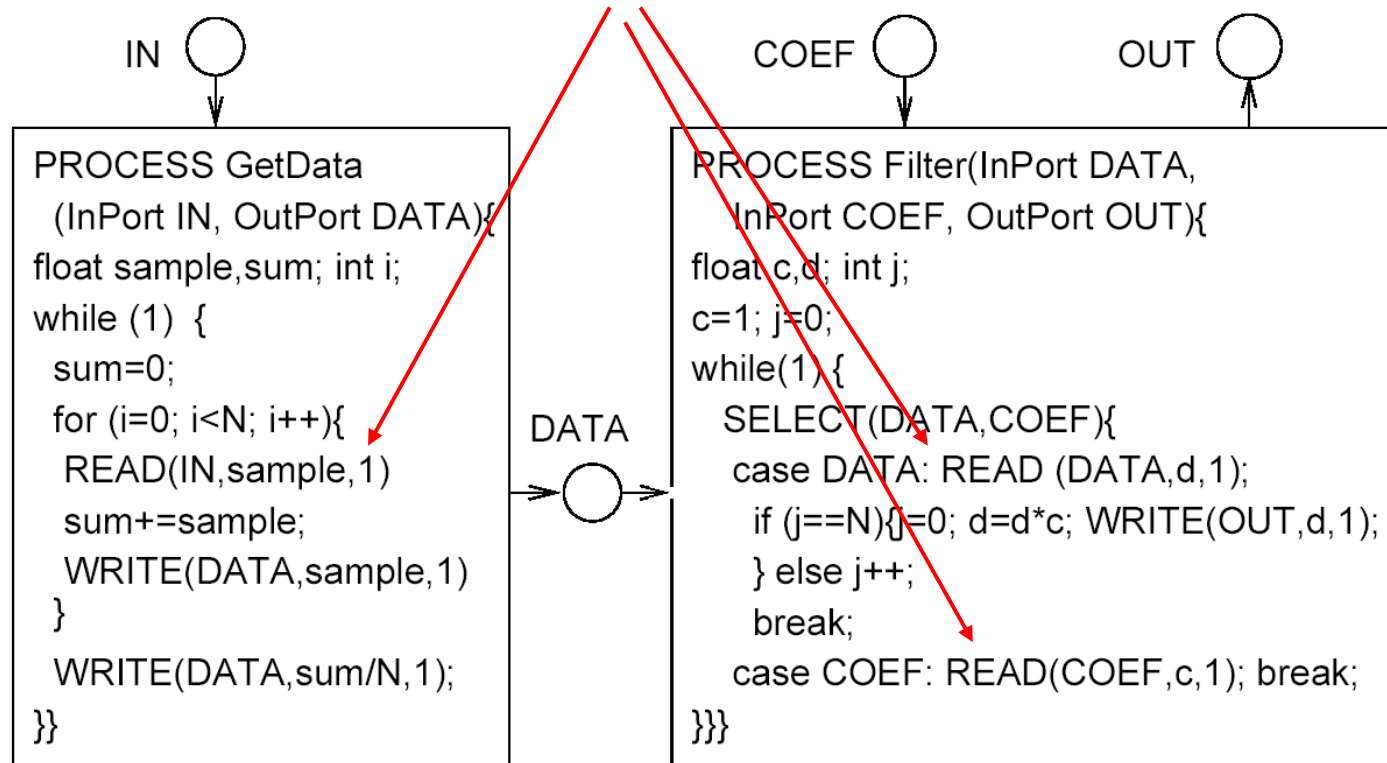 IN
COEF
OUT
PROCESS GetData
(InPort IN, OutPort DATA){
float sample,sum; int i;
while (1) {
sum=0;
for (i=0; i<N; i++){
READ(IN,sample,1)
sum+=sample;
WRITE(DATA,sample,1)
}
WRITE(DATA,sum/N,1);
}}
DATA
PROCESS Filter(InPort DATA,
InPort COEF, OutPort OUT){
float c,d; int j;
c=1; j=0;
while(1) {
SELECT(DATA,COEF){
case DATA: READ (DATA,d,1);
if (j==N){j=0; d=d*c; WRITE(OUT,d,1);
} else j++;
break;
case COEF: READ(COEF,c,1); break;
}}}